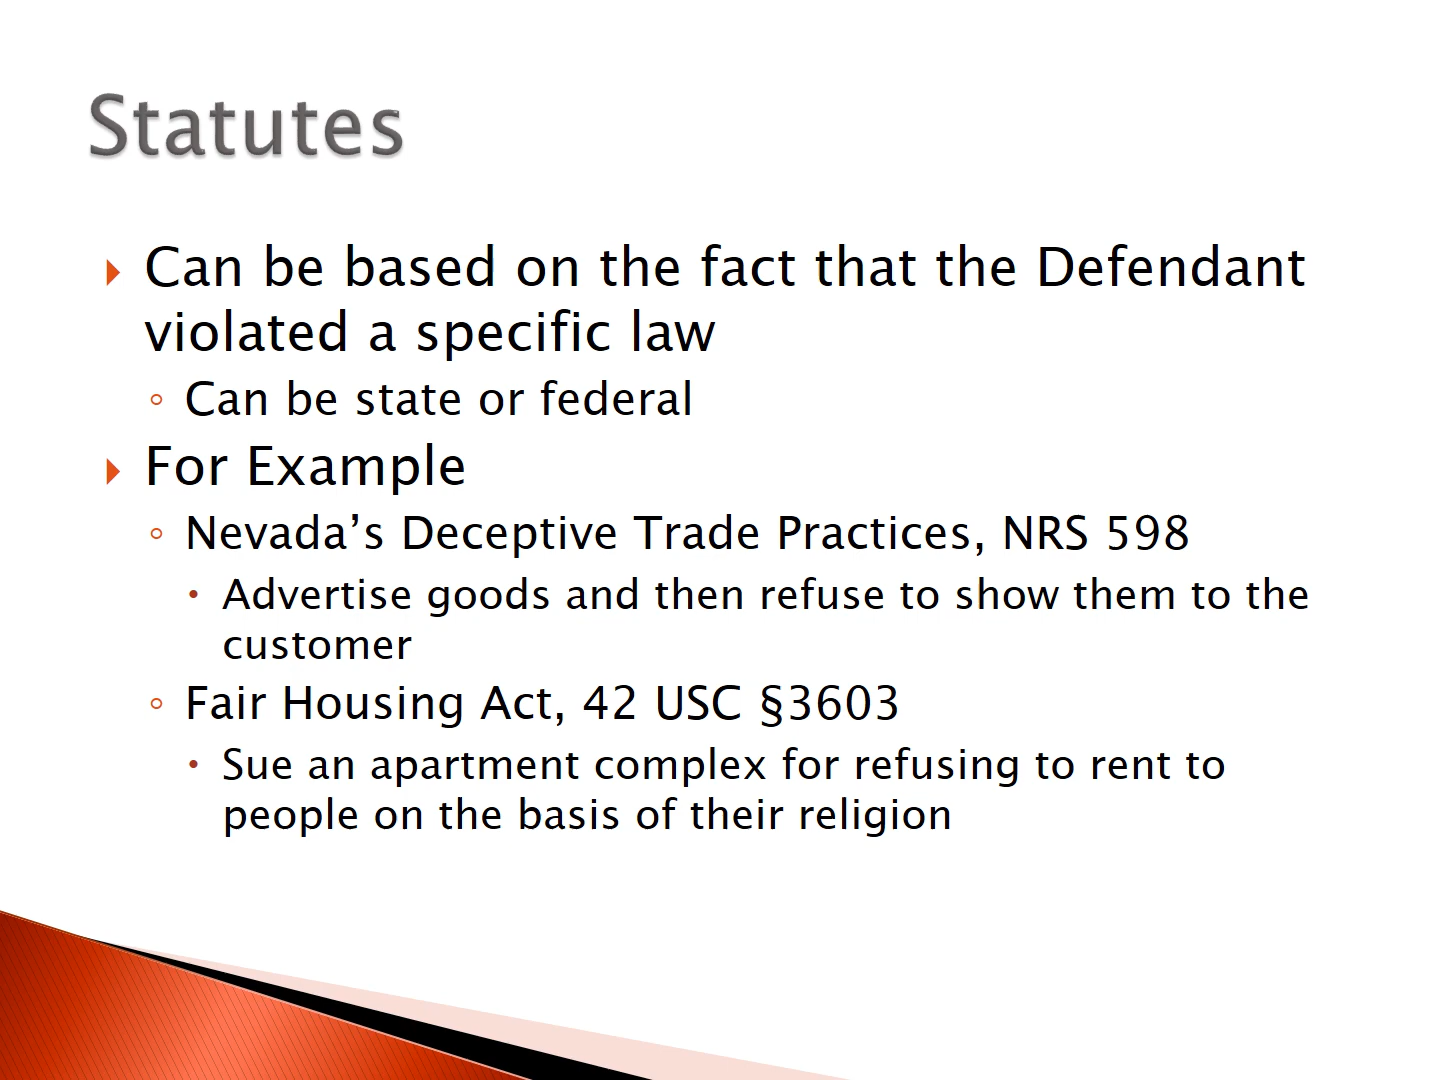 Statutes
Can be based on the fact that the Defendant
violated a specific law
Can be state or federal
For Example
Nevada’s Deceptive Trade Practices, NRS 598
Advertise goods and then refuse to show them to the
customer
Fair Housing Act, 42 USC §3603
Sue an apartment complex for refusing to rent to
people on the basis of their religion